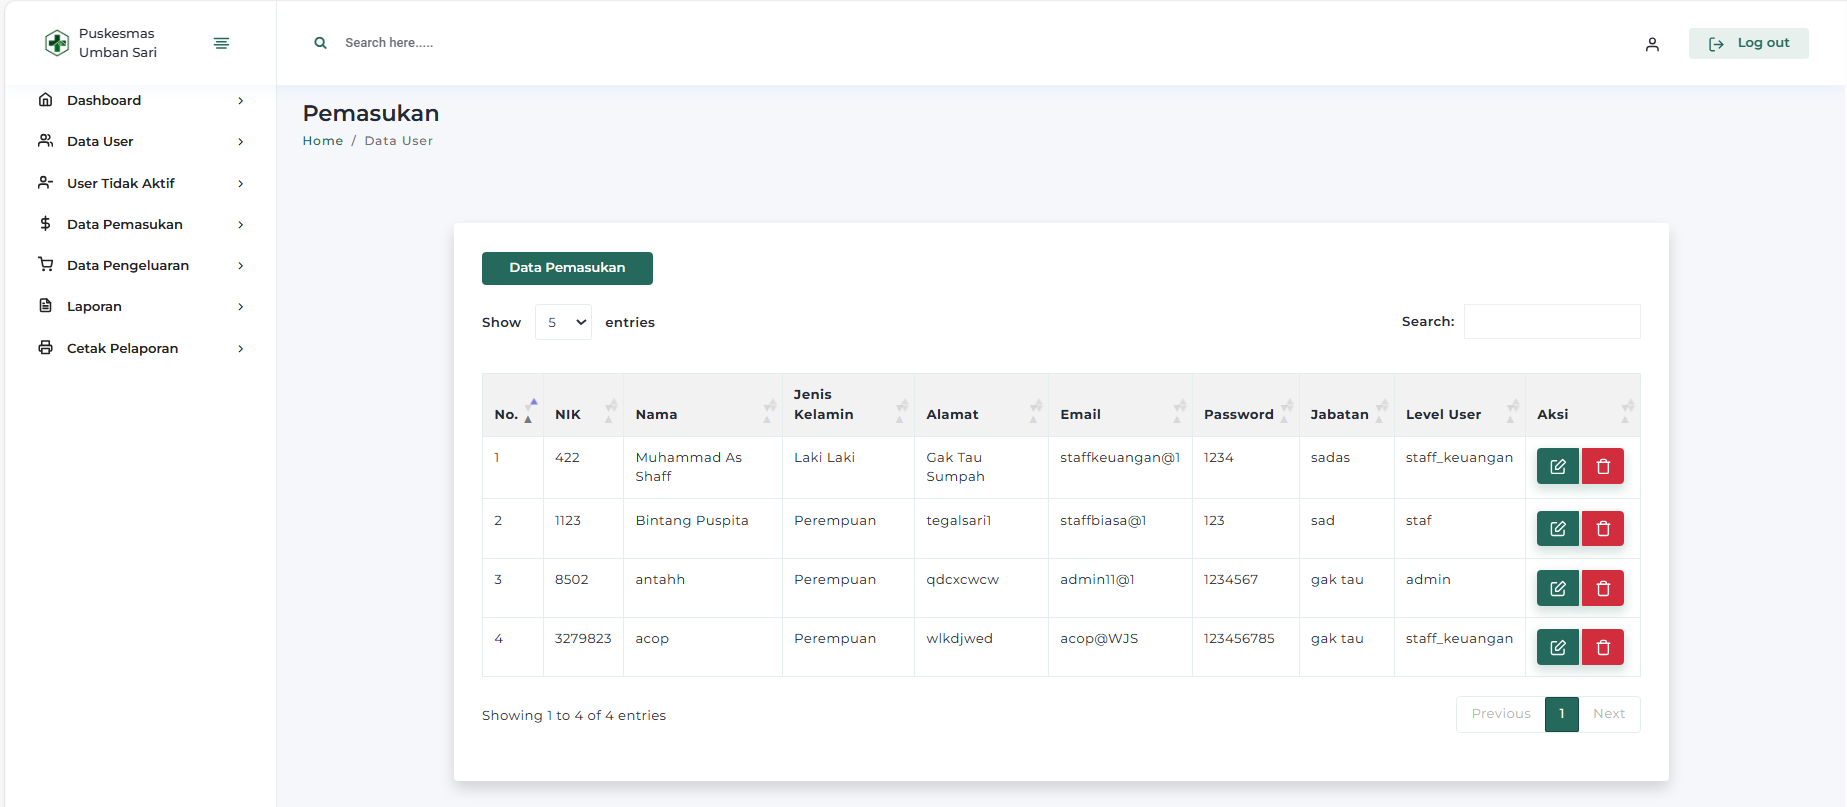 Puskesmas
Umban Sari
Search here.....
Log out
Dashboard
Data User
User Tidak Aktif
Data Pemasukan
Data Pengeluaran
Laporan
Cetak Pelaporan
Pemasukan
Home / Data User
Data Pemasukan
Show 5 entries
Search:
No. NIK Nama Jenis Kelamin Alamat Email Password Jabatan Level User Aksi
1 422 Muhammad As Shaff Laki Laki Gak Tau Sumpah staffkeuangan@1 1234 sadas staff_keuangan
2 1123 Bintang Puspita Perempuan tegalsari1 staffbiasa@1 123 sad staf
3 8502 antahh Perempuan qdcxcwcw admin11@1 1234567 gak tau admin
4 3279823 acop Perempuan wlkdjwed acop@WJS 123456785 gak tau staff_keuangan
Showing 1 to 4 of 4 entries
Previous 1 Next